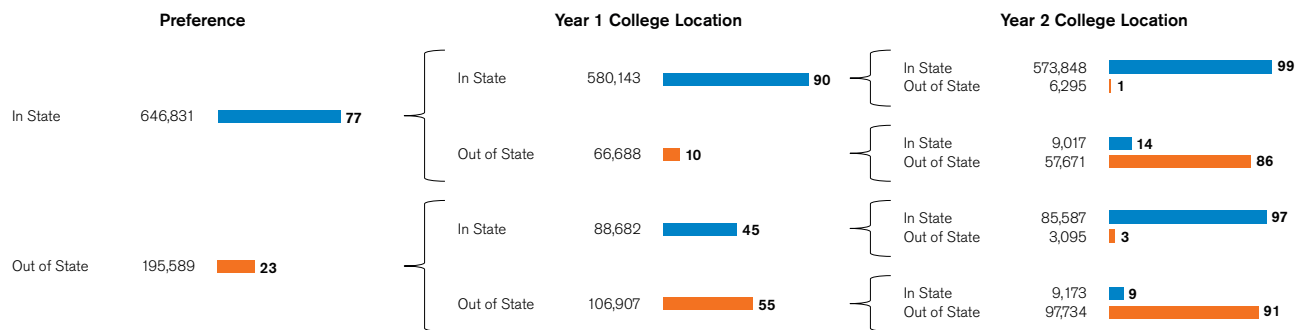 Preference Year 1 College Location Year 2 College Location
In State 573,848 99
In State 580,143 90
Out of State 6,295 1
In State 646,831 77
In State 9,017 14
Out of State 66,688 10
Out of State 57,671 86
In State 85,587 97
In State 88,682 45
Out of State 3,095 3
Out of State 195,589 23
In State 9,173 9
Out of State 106,907 55
Out of State 97,734 91